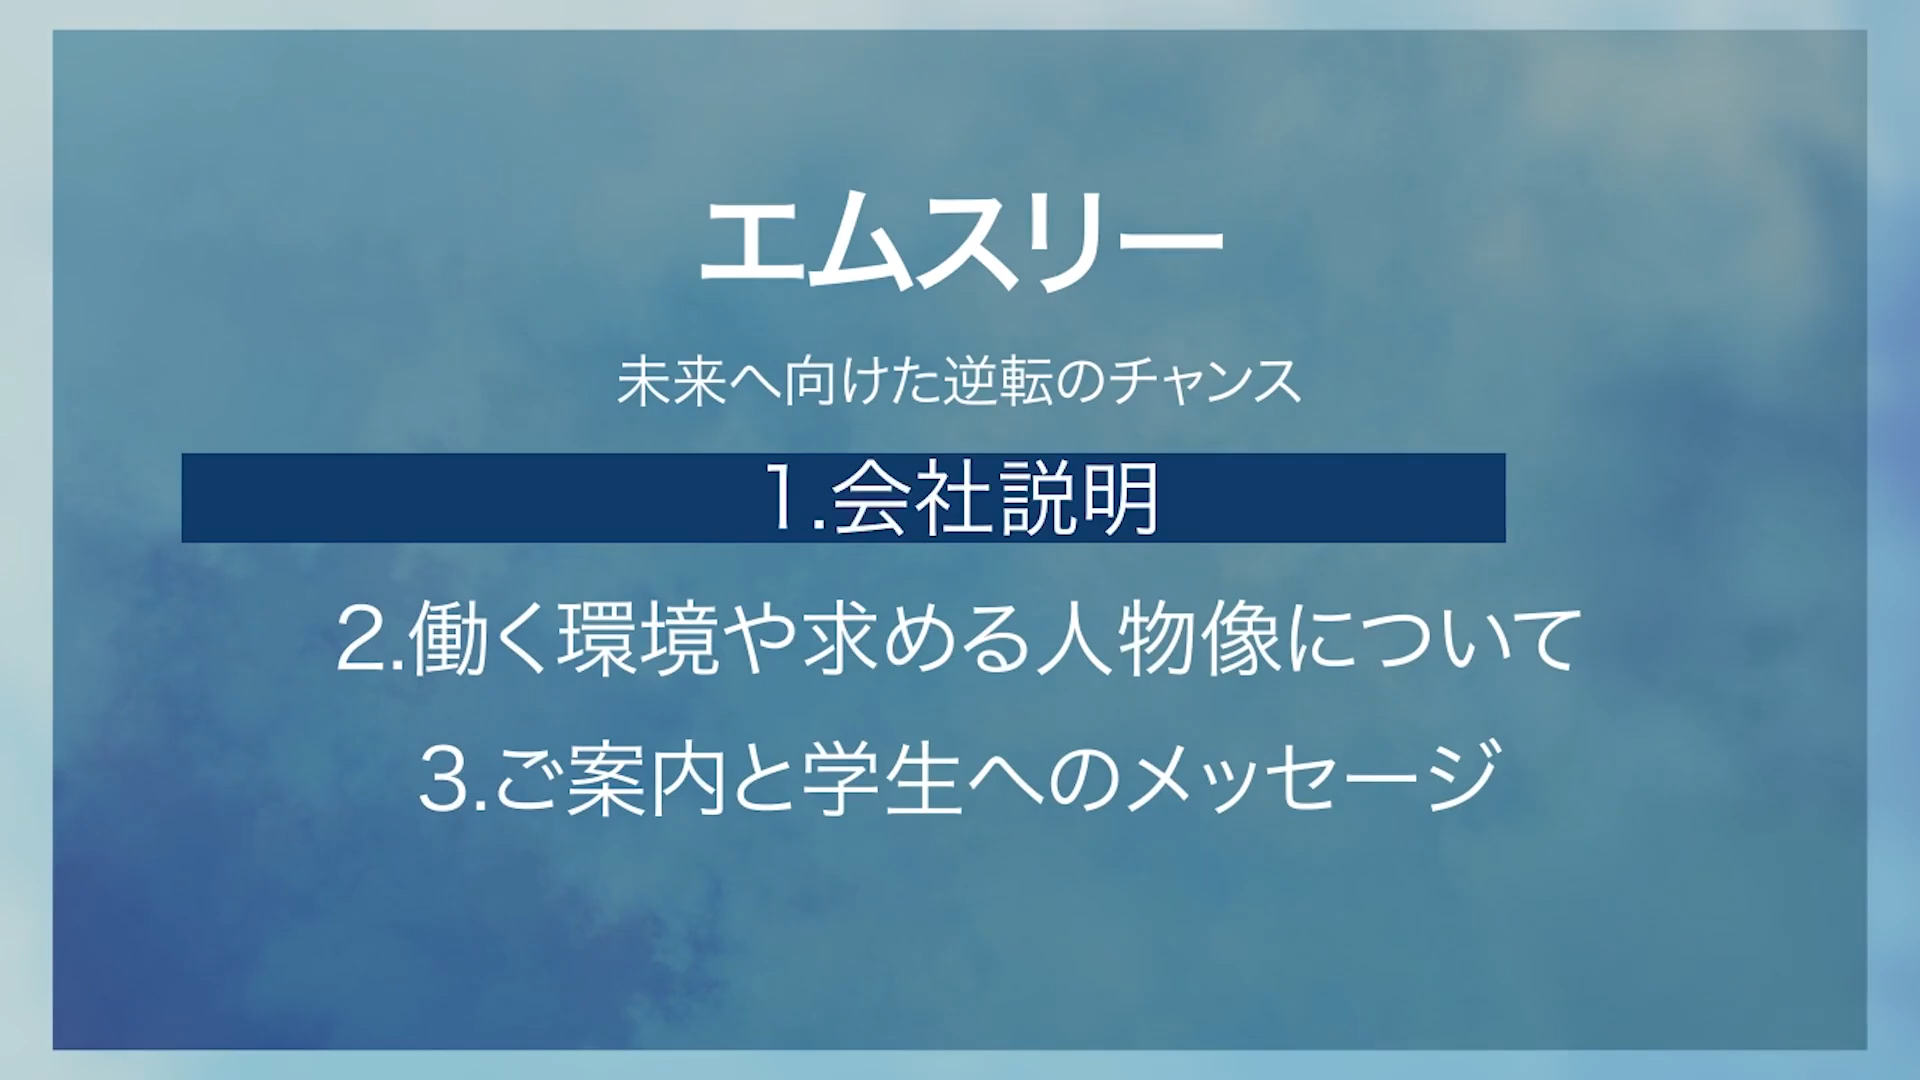 エムスリー
未来へ向けた逆転のチャンス
1.会社説明
2.働く環境や求める人物像について
3.ご案内と学生へのメッセージ